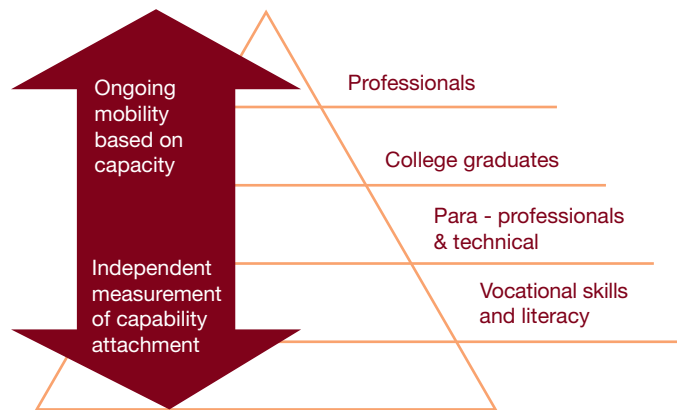 Ongoing
mobility
based on
capacity
Professionals
College graduates
Para - professionals
& technical
Independent
measurement
of capability
attachment
Vocational skills
and literacy